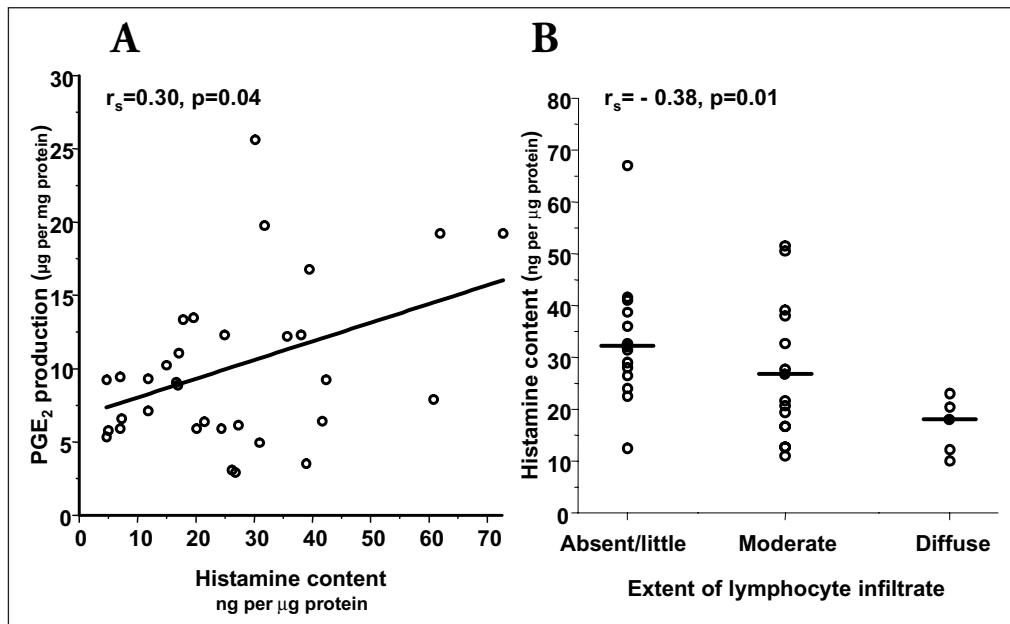 A
r_s=0.30, p=0.04
PGE₂ production (µg per mg protein)
30
25
20
15
10
5
0
0 10 20 30 40 50 60 70
Histamine content
ng per µg protein
B
r_s= - 0.38, p=0.01
Histamine content (ng per µg protein)
80
70
60
50
40
30
20
10
0
Absent/little Moderate Diffuse
Extent of lymphocyte infiltrate